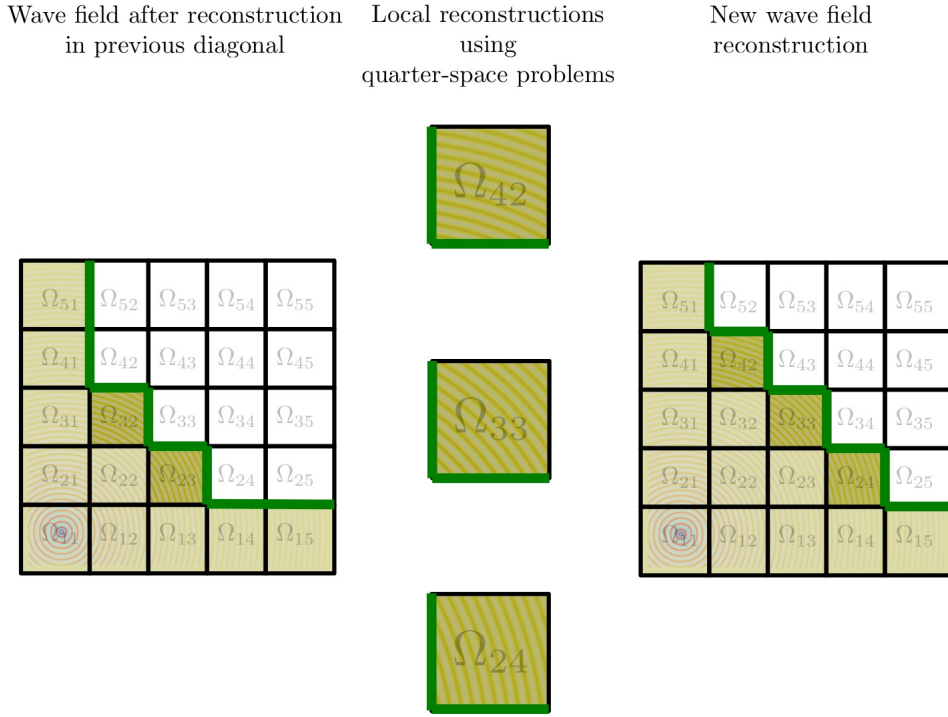 Wave field after reconstruction
in previous diagonal
Local reconstructions
using
quarter-space problems
New wave field
reconstruction
Ω₄₂
Ω₃₃
Ω₂₄
Ω₅₁ Ω₅₂ Ω₅₃ Ω₅₄ Ω₅₅
Ω₄₁ Ω₄₂ Ω₄₃ Ω₄₄ Ω₄₅
Ω₃₁ Ω₃₂ Ω₃₃ Ω₃₄ Ω₃₅
Ω₂₁ Ω₂₂ Ω₂₃ Ω₂₄ Ω₂₅
Ω₁₁ Ω₁₂ Ω₁₃ Ω₁₄ Ω₁₅
Ω₅₁ Ω₅₂ Ω₅₃ Ω₅₄ Ω₅₅
Ω₄₁ Ω₄₂ Ω₄₃ Ω₄₄ Ω₄₅
Ω₃₁ Ω₃₂ Ω₃₃ Ω₃₄ Ω₃₅
Ω₂₁ Ω₂₂ Ω₂₃ Ω₂₄ Ω₂₅
Ω₁₁ Ω₁₂ Ω₁₃ Ω₁₄ Ω₁₅